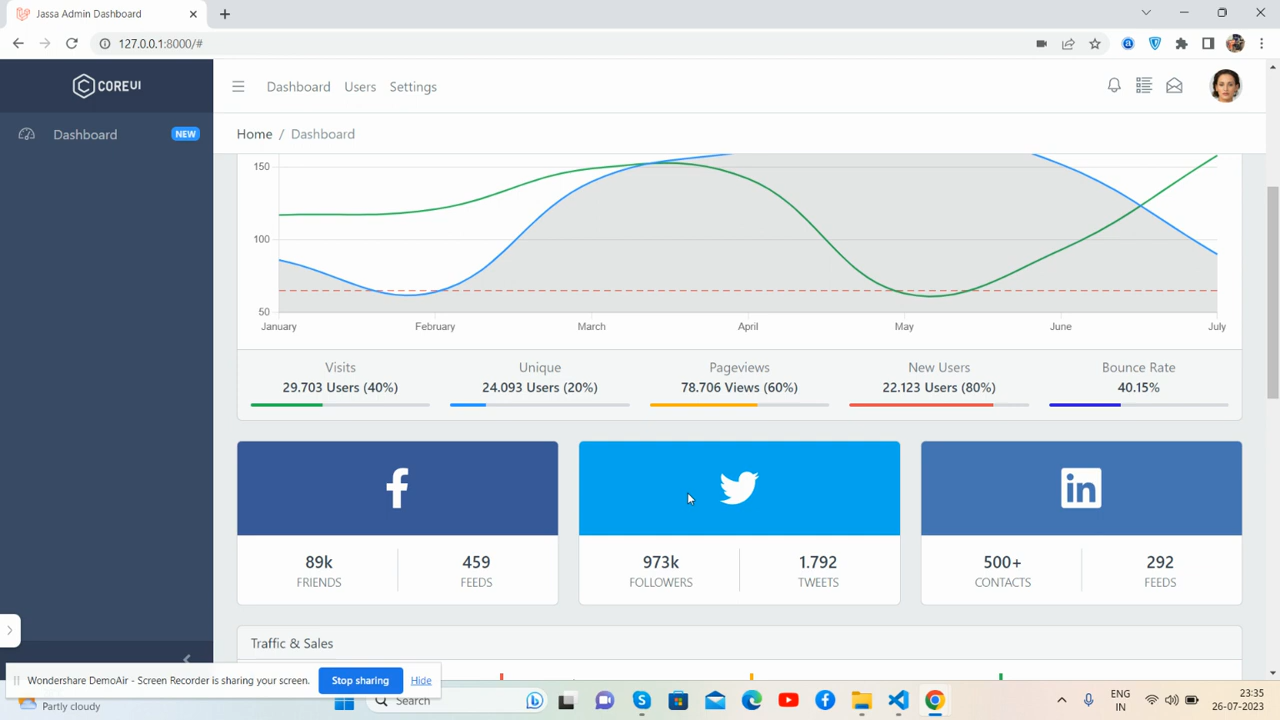 Jassa Admin Dashboard
127.0.0.1:8000/#
COREUI
Dashboard Users Settings
Dashboard NEW
Home / Dashboard
150
100
50
January February March April May June July
Visits Unique Pageviews New Users Bounce Rate
29.703 Users (40%) 24.093 Users (20%) 78.706 Views (60%) 22.123 Users (80%) 40.15%
89k 459 973k 1.792 500+ 292
FRIENDS FEEDS FOLLOWERS TWEETS CONTACTS FEEDS
Traffic & Sales
Wondershare DemoAir - Screen Recorder is sharing your screen. Stop sharing Hide
Partly cloudy
Search
ENG
IN
23:35
26-07-2023